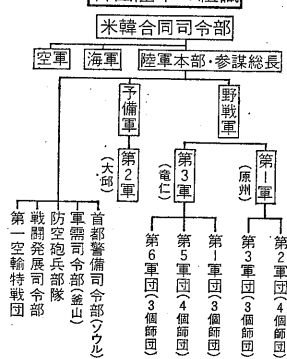 米韓合同司令部
空軍
海軍
陸軍本部・参謀総長
予備軍
野戦軍
第2軍
(大邱)
第3軍
(竜仁)
第1軍
(原州)
第2軍団(4個師団)
第3軍団(3個師団)
第1軍団(3個師団)
第5軍団(4個師団)
第6軍団(3個師団)
首都警備司令部(ソウル)
軍需司令部(釜山)
防空砲兵部隊
戦闘発展司令部
第一空輸特戦団